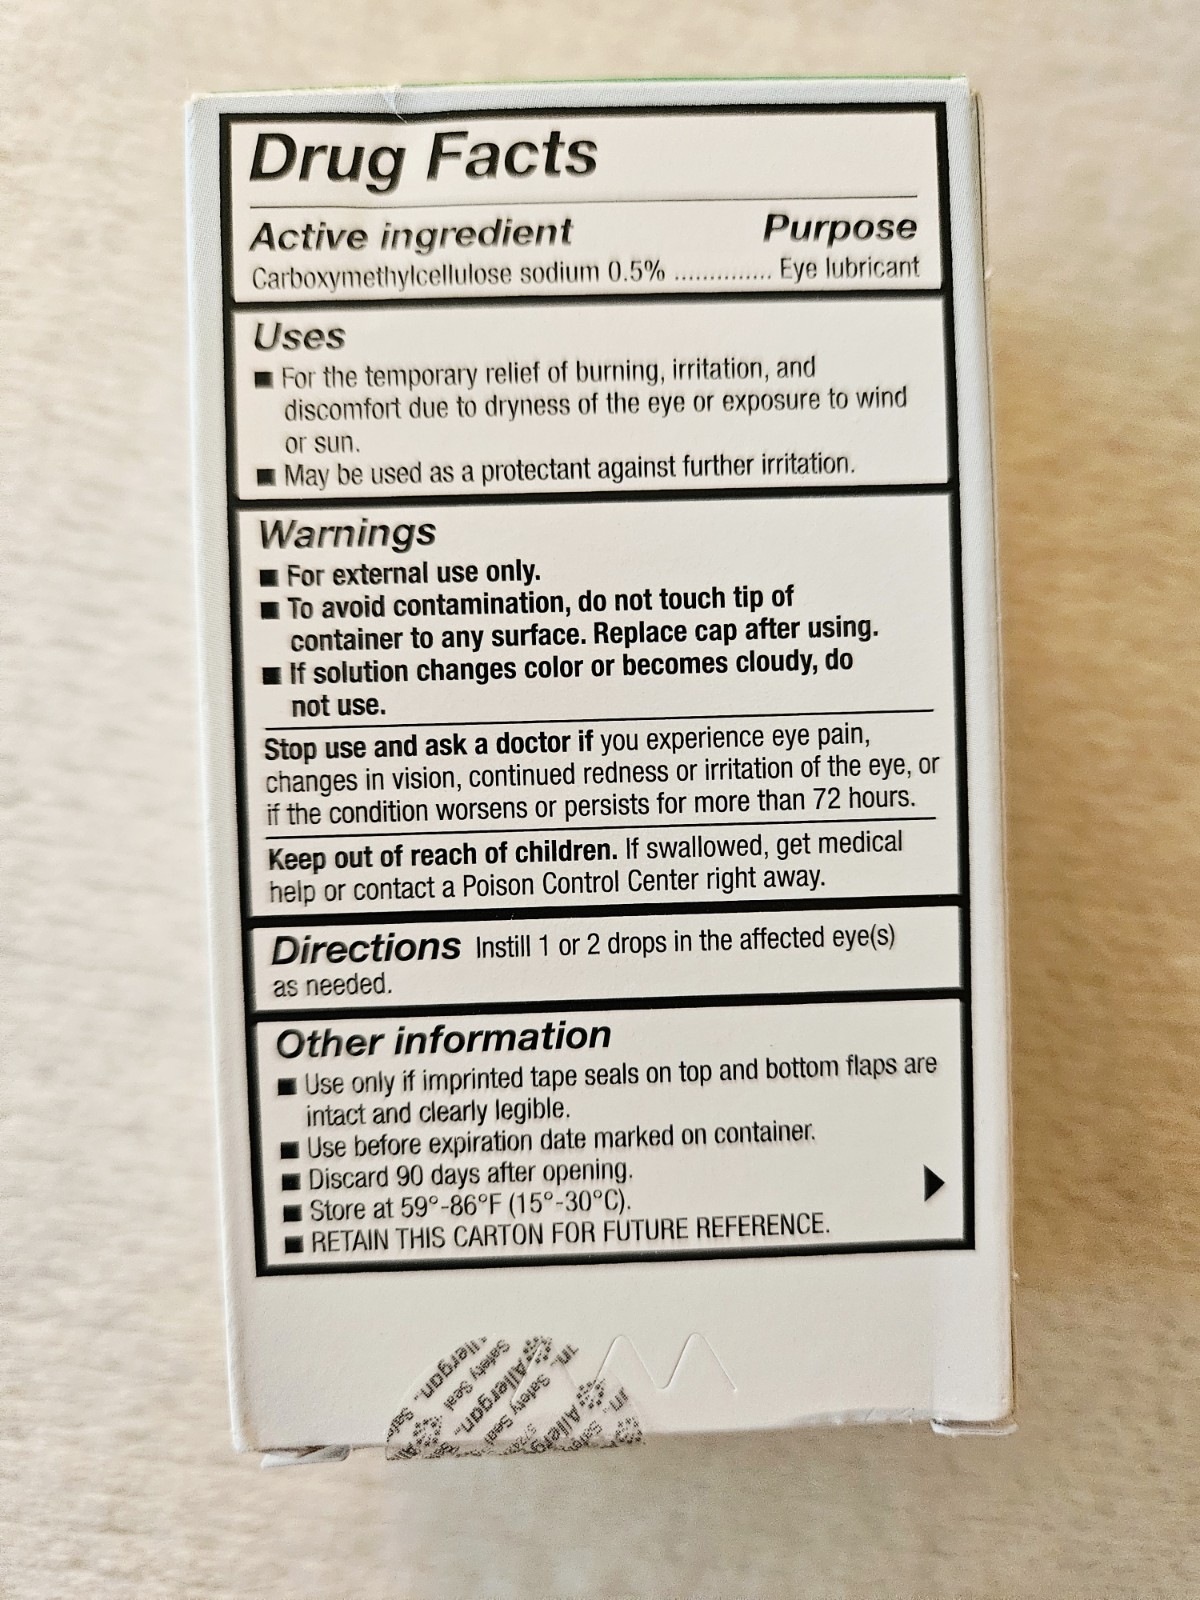 Drug Facts
Active ingredient Purpose
Carboxymethylcellulose sodium 0.5% .............. Eye lubricant
Uses
■ For the temporary relief of burning, irritation, and
discomfort due to dryness of the eye or exposure to wind
or sun.
■ May be used as a protectant against further irritation.
Warnings
■ For external use only.
■ To avoid contamination, do not touch tip of
container to any surface. Replace cap after using.
■ If solution changes color or becomes cloudy, do
not use.
Stop use and ask a doctor if you experience eye pain,
changes in vision, continued redness or irritation of the eye, or
if the condition worsens or persists for more than 72 hours.
Keep out of reach of children. If swallowed, get medical
help or contact a Poison Control Center right away.
Directions Instill 1 or 2 drops in the affected eye(s)
as needed.
Other information
■ Use only if imprinted tape seals on top and bottom flaps are
intact and clearly legible.
■ Use before expiration date marked on container.
■ Discard 90 days after opening.
■ Store at 59°-86°F (15°-30°C).
■ RETAIN THIS CARTON FOR FUTURE REFERENCE.
Allergan
Safety Seal